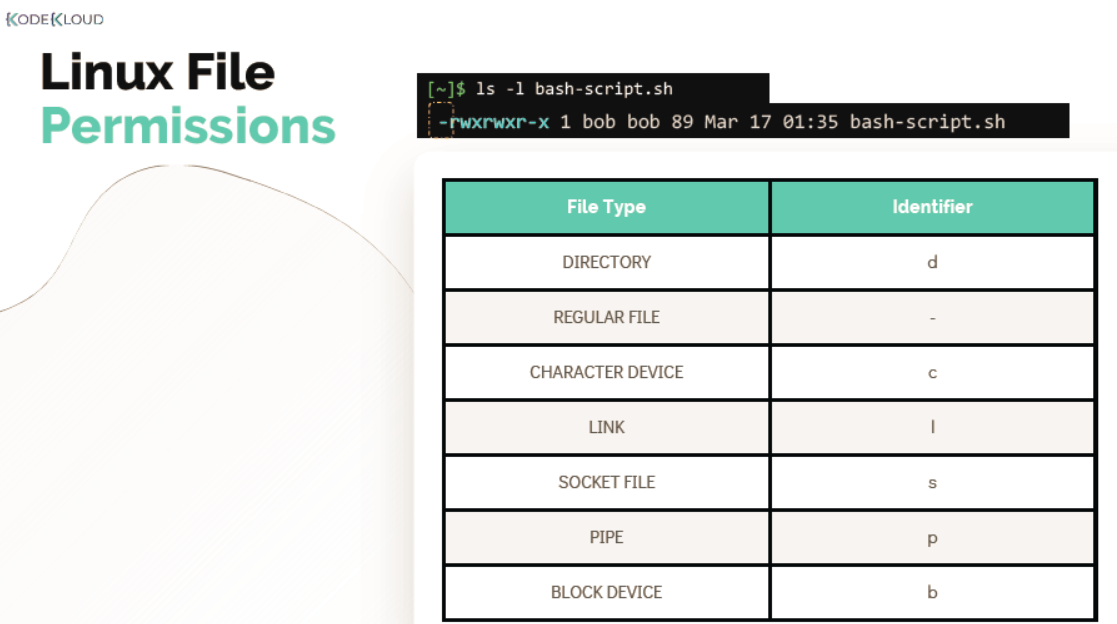 KODEKLOUD
Linux File
Permissions
[~]$ ls -l bash-script.sh
-rwxrwxr-x 1 bob bob 89 Mar 17 01:35 bash-script.sh
File Type Identifier
DIRECTORY d
REGULAR FILE -
CHARACTER DEVICE c
LINK l
SOCKET FILE s
PIPE p
BLOCK DEVICE b